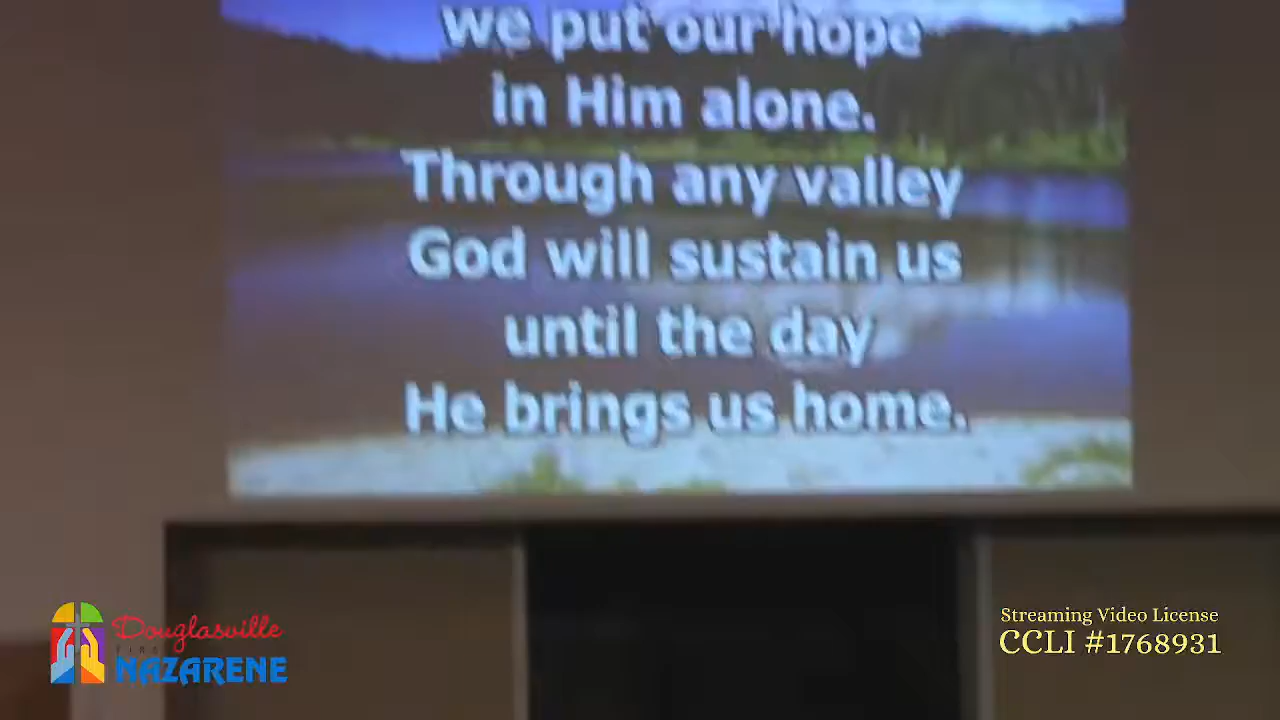 we put our hope
in Him alone.
Through any valley
God will sustain us
until the day
He brings us home.
Douglasville
FIRST
NAZARENE
Streaming Video License
CCLI #1768931